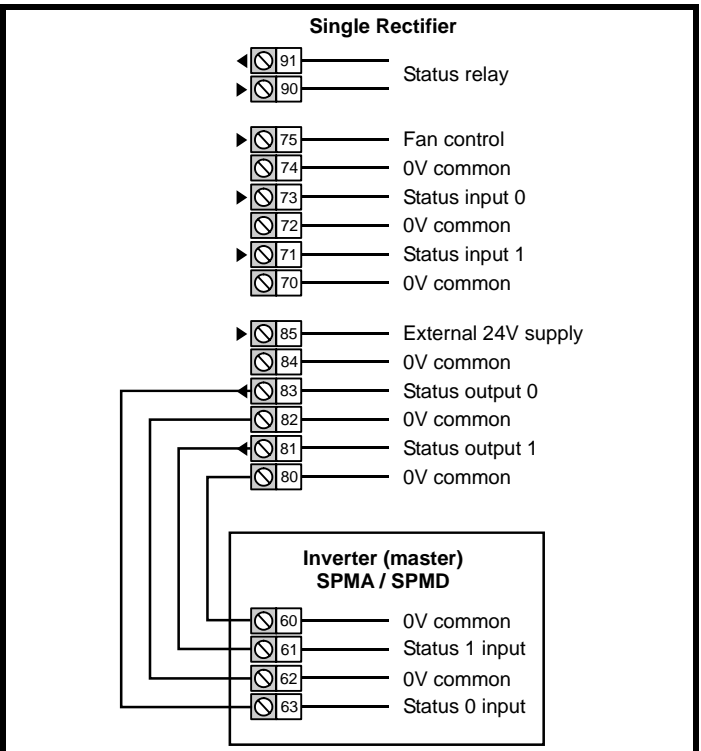 Single Rectifier
91
Status relay
90
75 Fan control
74 0V common
73 Status input 0
72 0V common
71 Status input 1
70 0V common
85 External 24V supply
84 0V common
83 Status output 0
82 0V common
81 Status output 1
80 0V common
Inverter (master)
SPMA / SPMD
60 0V common
61 Status 1 input
62 0V common
63 Status 0 input